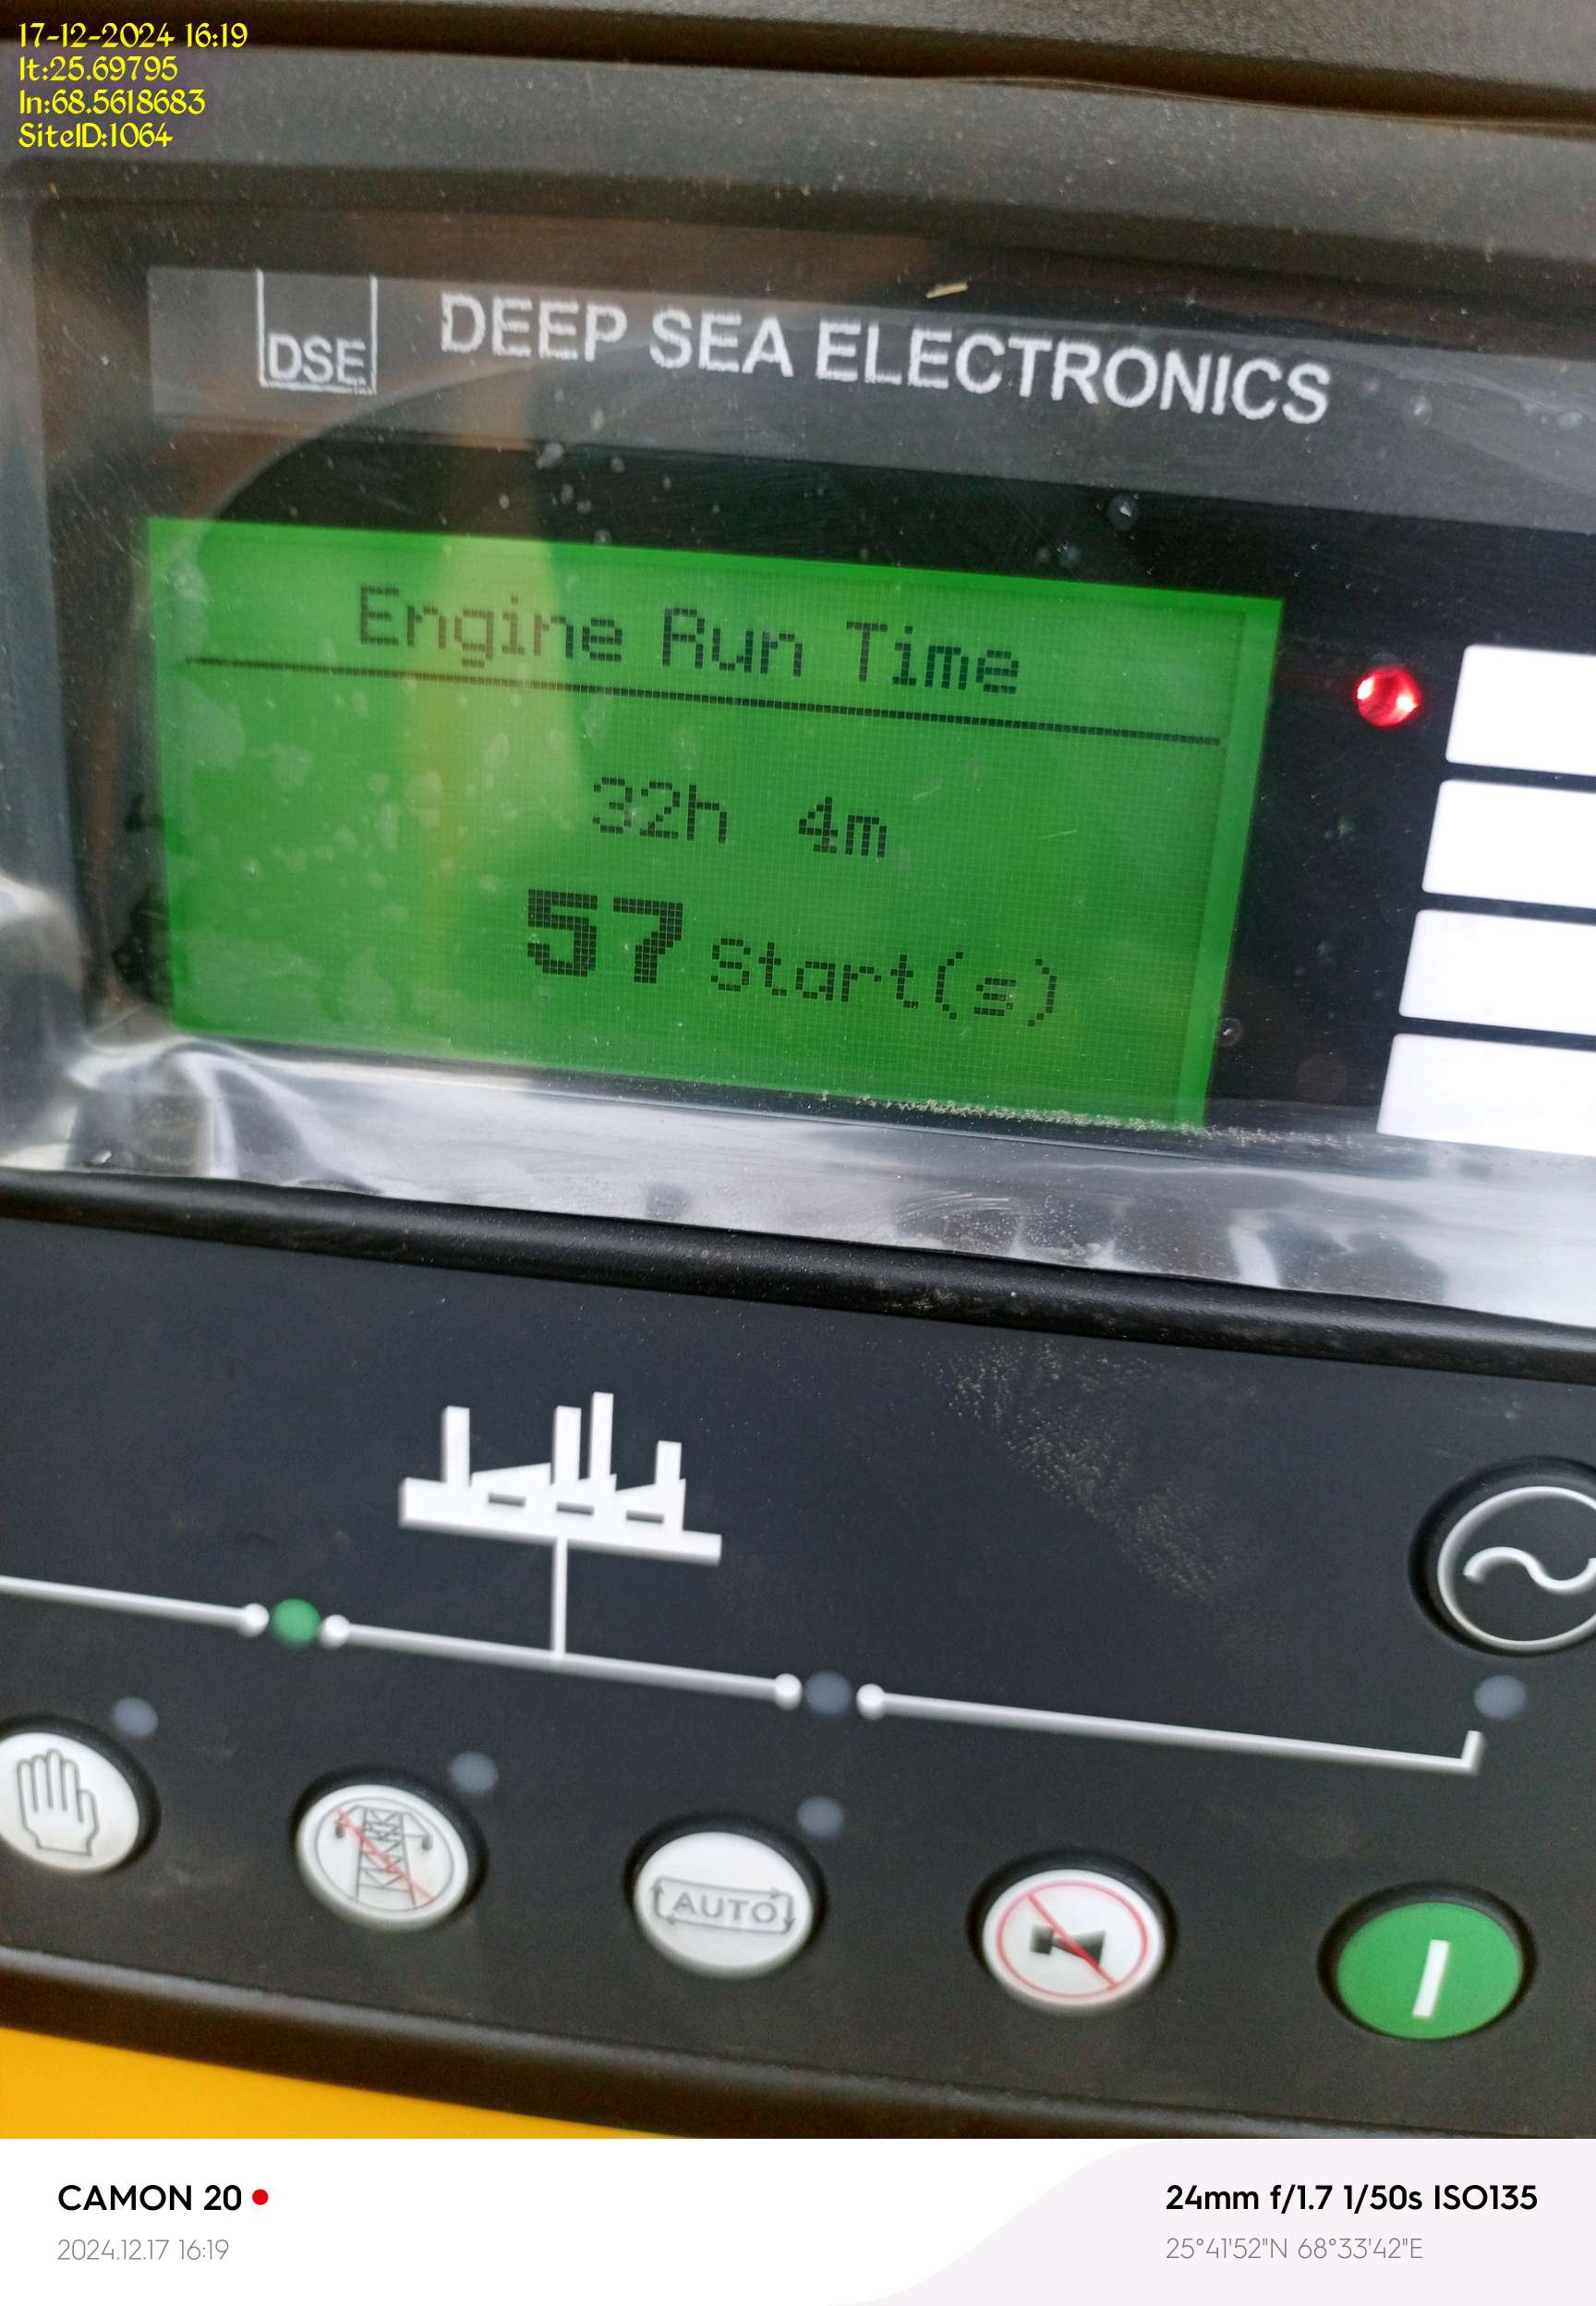 17-12-2024 16:19
lt:25.69795
ln:68.5618683
SiteID:1064
DSE DEEP SEA ELECTRONICS
Engine Run Time
32h 4m
57 Start(s)
AUTO
CAMON 20
2024.12.17 16:19
24mm f/1.7 1/50s ISO135
25°41'52"N 68°33'42"E